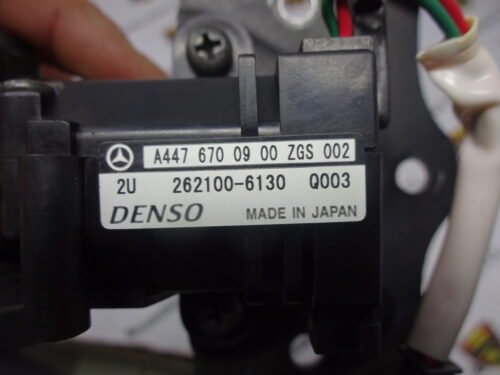 A447 670 09 00 ZGS 002
2U 262100-6130 Q003
DENSO MADE IN JAPAN